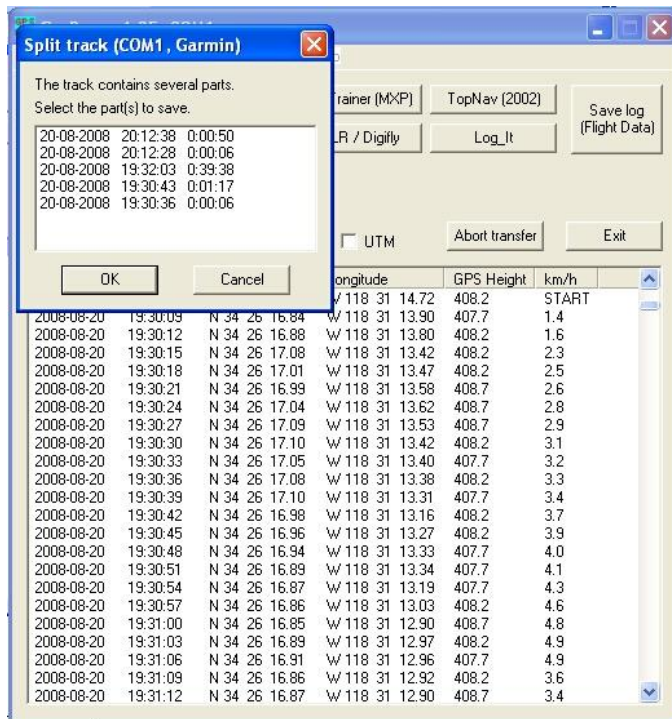 Split track (COM1, Garmin)
The track contains several parts.
Select the part(s) to save.
20-08-2008 20:12:38 0:00:50
20-08-2008 20:12:28 0:00:06
20-08-2008 19:32:03 0:39:38
20-08-2008 19:30:43 0:01:17
20-08-2008 19:30:36 0:00:06
OK Cancel
rainer (MXP) TopNav (2002) Save log
(Flight Data)
LR / Digifly Log_It
UTM Abort transfer Exit
ongitude GPS Height km/h
W 118 31 14.72 408.2 START
2008-08-20 19:30:09 N 34 26 16.84 W 118 31 13.90 407.7 1.4
2008-08-20 19:30:12 N 34 26 16.88 W 118 31 13.80 408.2 1.6
2008-08-20 19:30:15 N 34 26 17.08 W 118 31 13.42 408.2 2.3
2008-08-20 19:30:18 N 34 26 17.01 W 118 31 13.47 408.2 2.5
2008-08-20 19:30:21 N 34 26 16.99 W 118 31 13.58 408.7 2.6
2008-08-20 19:30:24 N 34 26 17.04 W 118 31 13.62 408.7 2.8
2008-08-20 19:30:27 N 34 26 17.09 W 118 31 13.53 408.7 2.9
2008-08-20 19:30:30 N 34 26 17.10 W 118 31 13.42 408.2 3.1
2008-08-20 19:30:33 N 34 26 17.05 W 118 31 13.40 407.7 3.2
2008-08-20 19:30:36 N 34 26 17.08 W 118 31 13.38 408.2 3.3
2008-08-20 19:30:39 N 34 26 17.10 W 118 31 13.31 407.7 3.4
2008-08-20 19:30:42 N 34 26 16.98 W 118 31 13.16 408.2 3.7
2008-08-20 19:30:45 N 34 26 16.96 W 118 31 13.27 408.2 3.9
2008-08-20 19:30:48 N 34 26 16.94 W 118 31 13.33 407.7 4.0
2008-08-20 19:30:51 N 34 26 16.89 W 118 31 13.34 407.7 4.1
2008-08-20 19:30:54 N 34 26 16.87 W 118 31 13.19 407.7 4.3
2008-08-20 19:30:57 N 34 26 16.86 W 118 31 13.03 408.2 4.6
2008-08-20 19:31:00 N 34 26 16.85 W 118 31 12.90 408.7 4.8
2008-08-20 19:31:03 N 34 26 16.89 W 118 31 12.97 408.2 4.9
2008-08-20 19:31:06 N 34 26 16.91 W 118 31 12.96 407.7 4.9
2008-08-20 19:31:09 N 34 26 16.86 W 118 31 12.92 408.2 3.6
2008-08-20 19:31:12 N 34 26 16.87 W 118 31 12.90 408.7 3.4